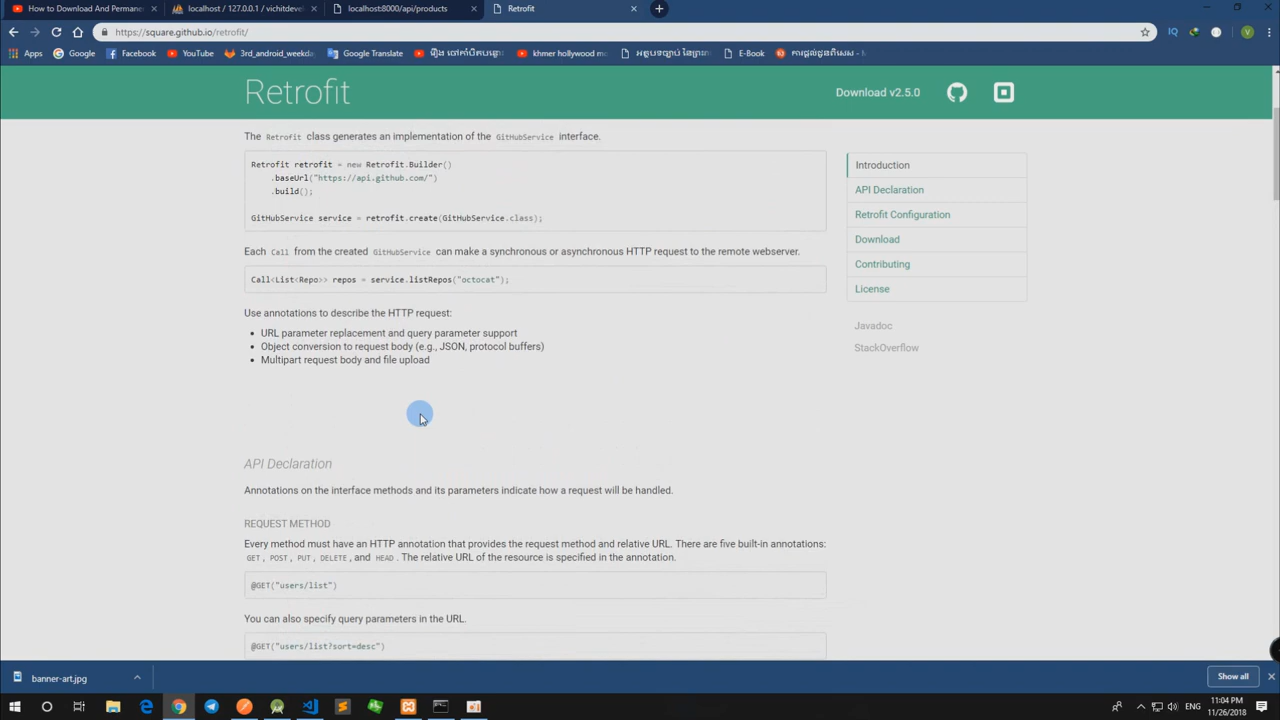 How to Download And Permanen
localhost / 127.0.0.1 / vichitdev
localhost:8000/api/products
Retrofit
https://square.github.io/retrofit/
Apps
Google
Facebook
YouTube
3rd_android_weekda
Google Translate
khmer hollywood mo
E-Book
Retrofit
Download v2.5.0
The Retrofit class generates an implementation of the GitHubService interface.
Retrofit retrofit = new Retrofit.Builder()
.baseUrl("https://api.github.com/")
.build();
GitHubService service = retrofit.create(GitHubService.class);
Each Call from the created GitHubService can make a synchronous or asynchronous HTTP request to the remote webserver.
Call<List<Repo>> repos = service.listRepos("octocat");
Use annotations to describe the HTTP request:
• URL parameter replacement and query parameter support
• Object conversion to request body (e.g., JSON, protocol buffers)
• Multipart request body and file upload
Introduction
API Declaration
Retrofit Configuration
Download
Contributing
License
Javadoc
StackOverflow
API Declaration
Annotations on the interface methods and its parameters indicate how a request will be handled.
REQUEST METHOD
Every method must have an HTTP annotation that provides the request method and relative URL. There are five built-in annotations:
GET, POST, PUT, DELETE, and HEAD. The relative URL of the resource is specified in the annotation.
@GET("users/list")
You can also specify query parameters in the URL.
@GET("users/list?sort=desc")
banner-art.jpg
Show all
ENG
11:04 PM
11/26/2018